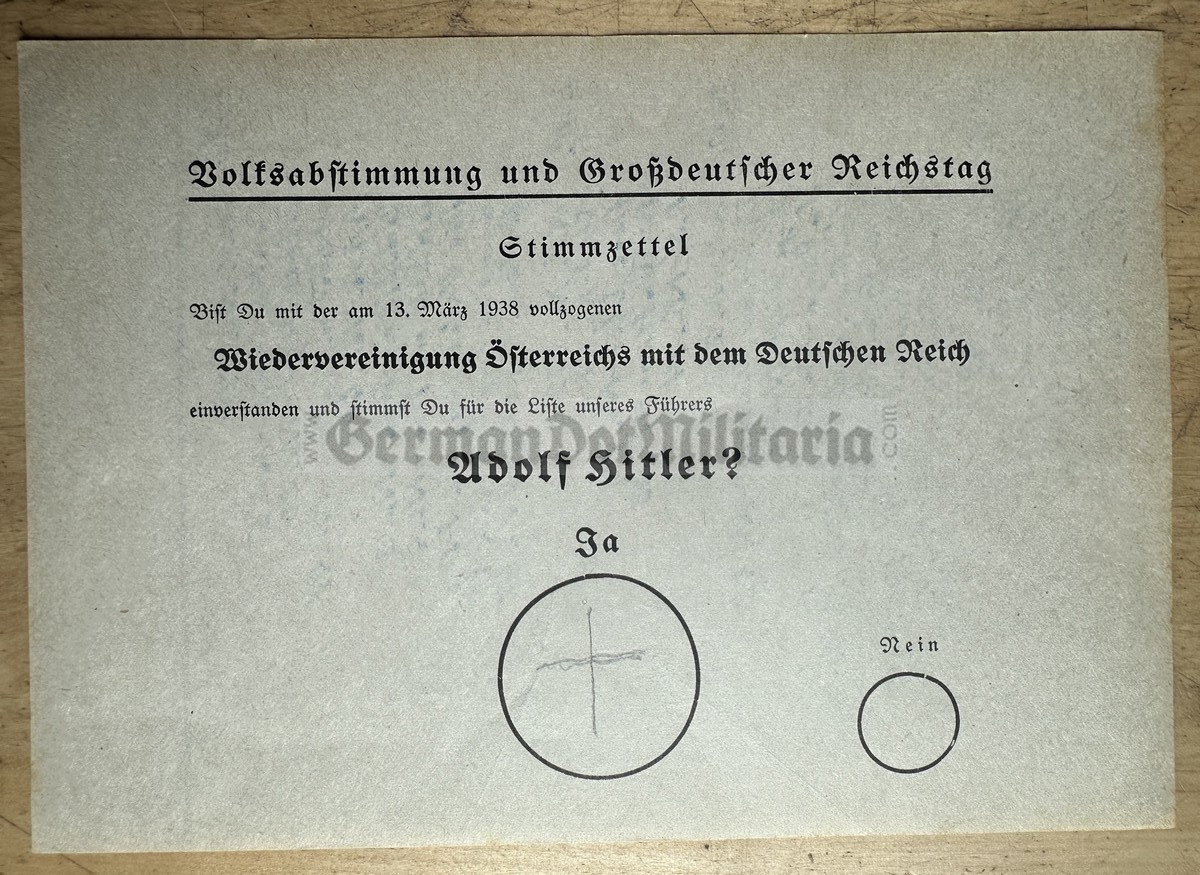 Volksabstimmung und Großdeutscher Reichstag
Stimmzettel
Bist Du mit der am 13. März 1938 vollzogenen
Wiedervereinigung Österreichs mit dem Deutschen Reich
einverstanden und stimmst Du für die Liste unseres Führers
www.GermanDotMilitaria.com
Adolf Hitler?
Ja
Nein